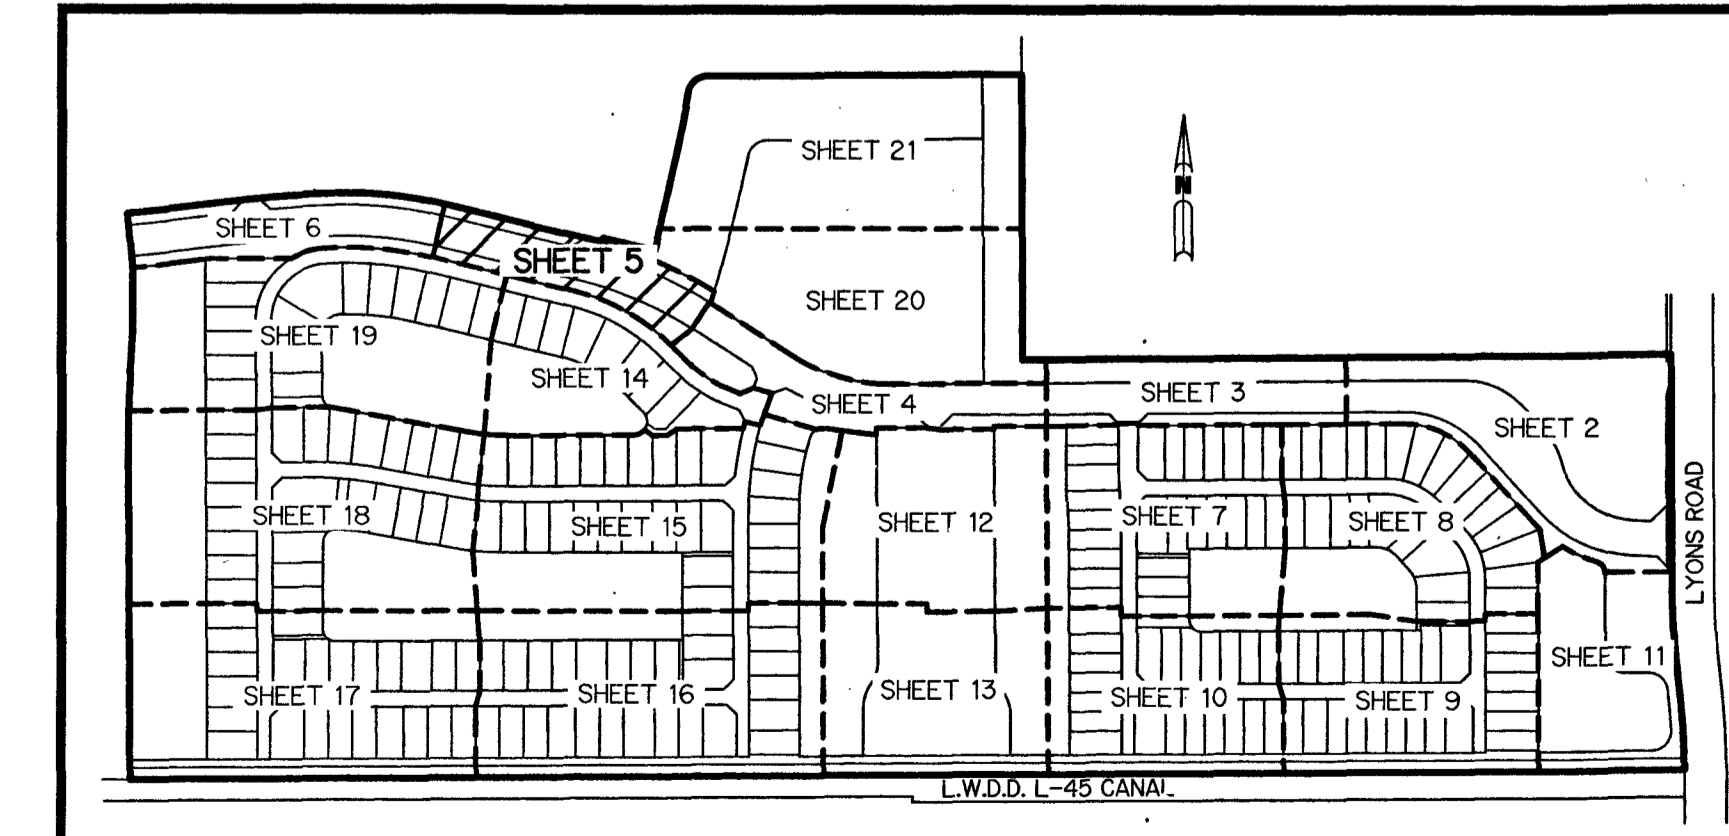 SHEET 21
N
SHEET 6
SHEET 5
SHEET 20
SHEET 19
SHEET 14
SHEET 4
SHEET 3
SHEET 2
LYONS ROAD
SHEET 18
SHEET 15
SHEET 12
SHEET 7
SHEET 8
SHEET 11
SHEET 17
SHEET 16
SHEET 13
SHEET 10
SHEET 9
L.W.D.D. L-45 CANAL